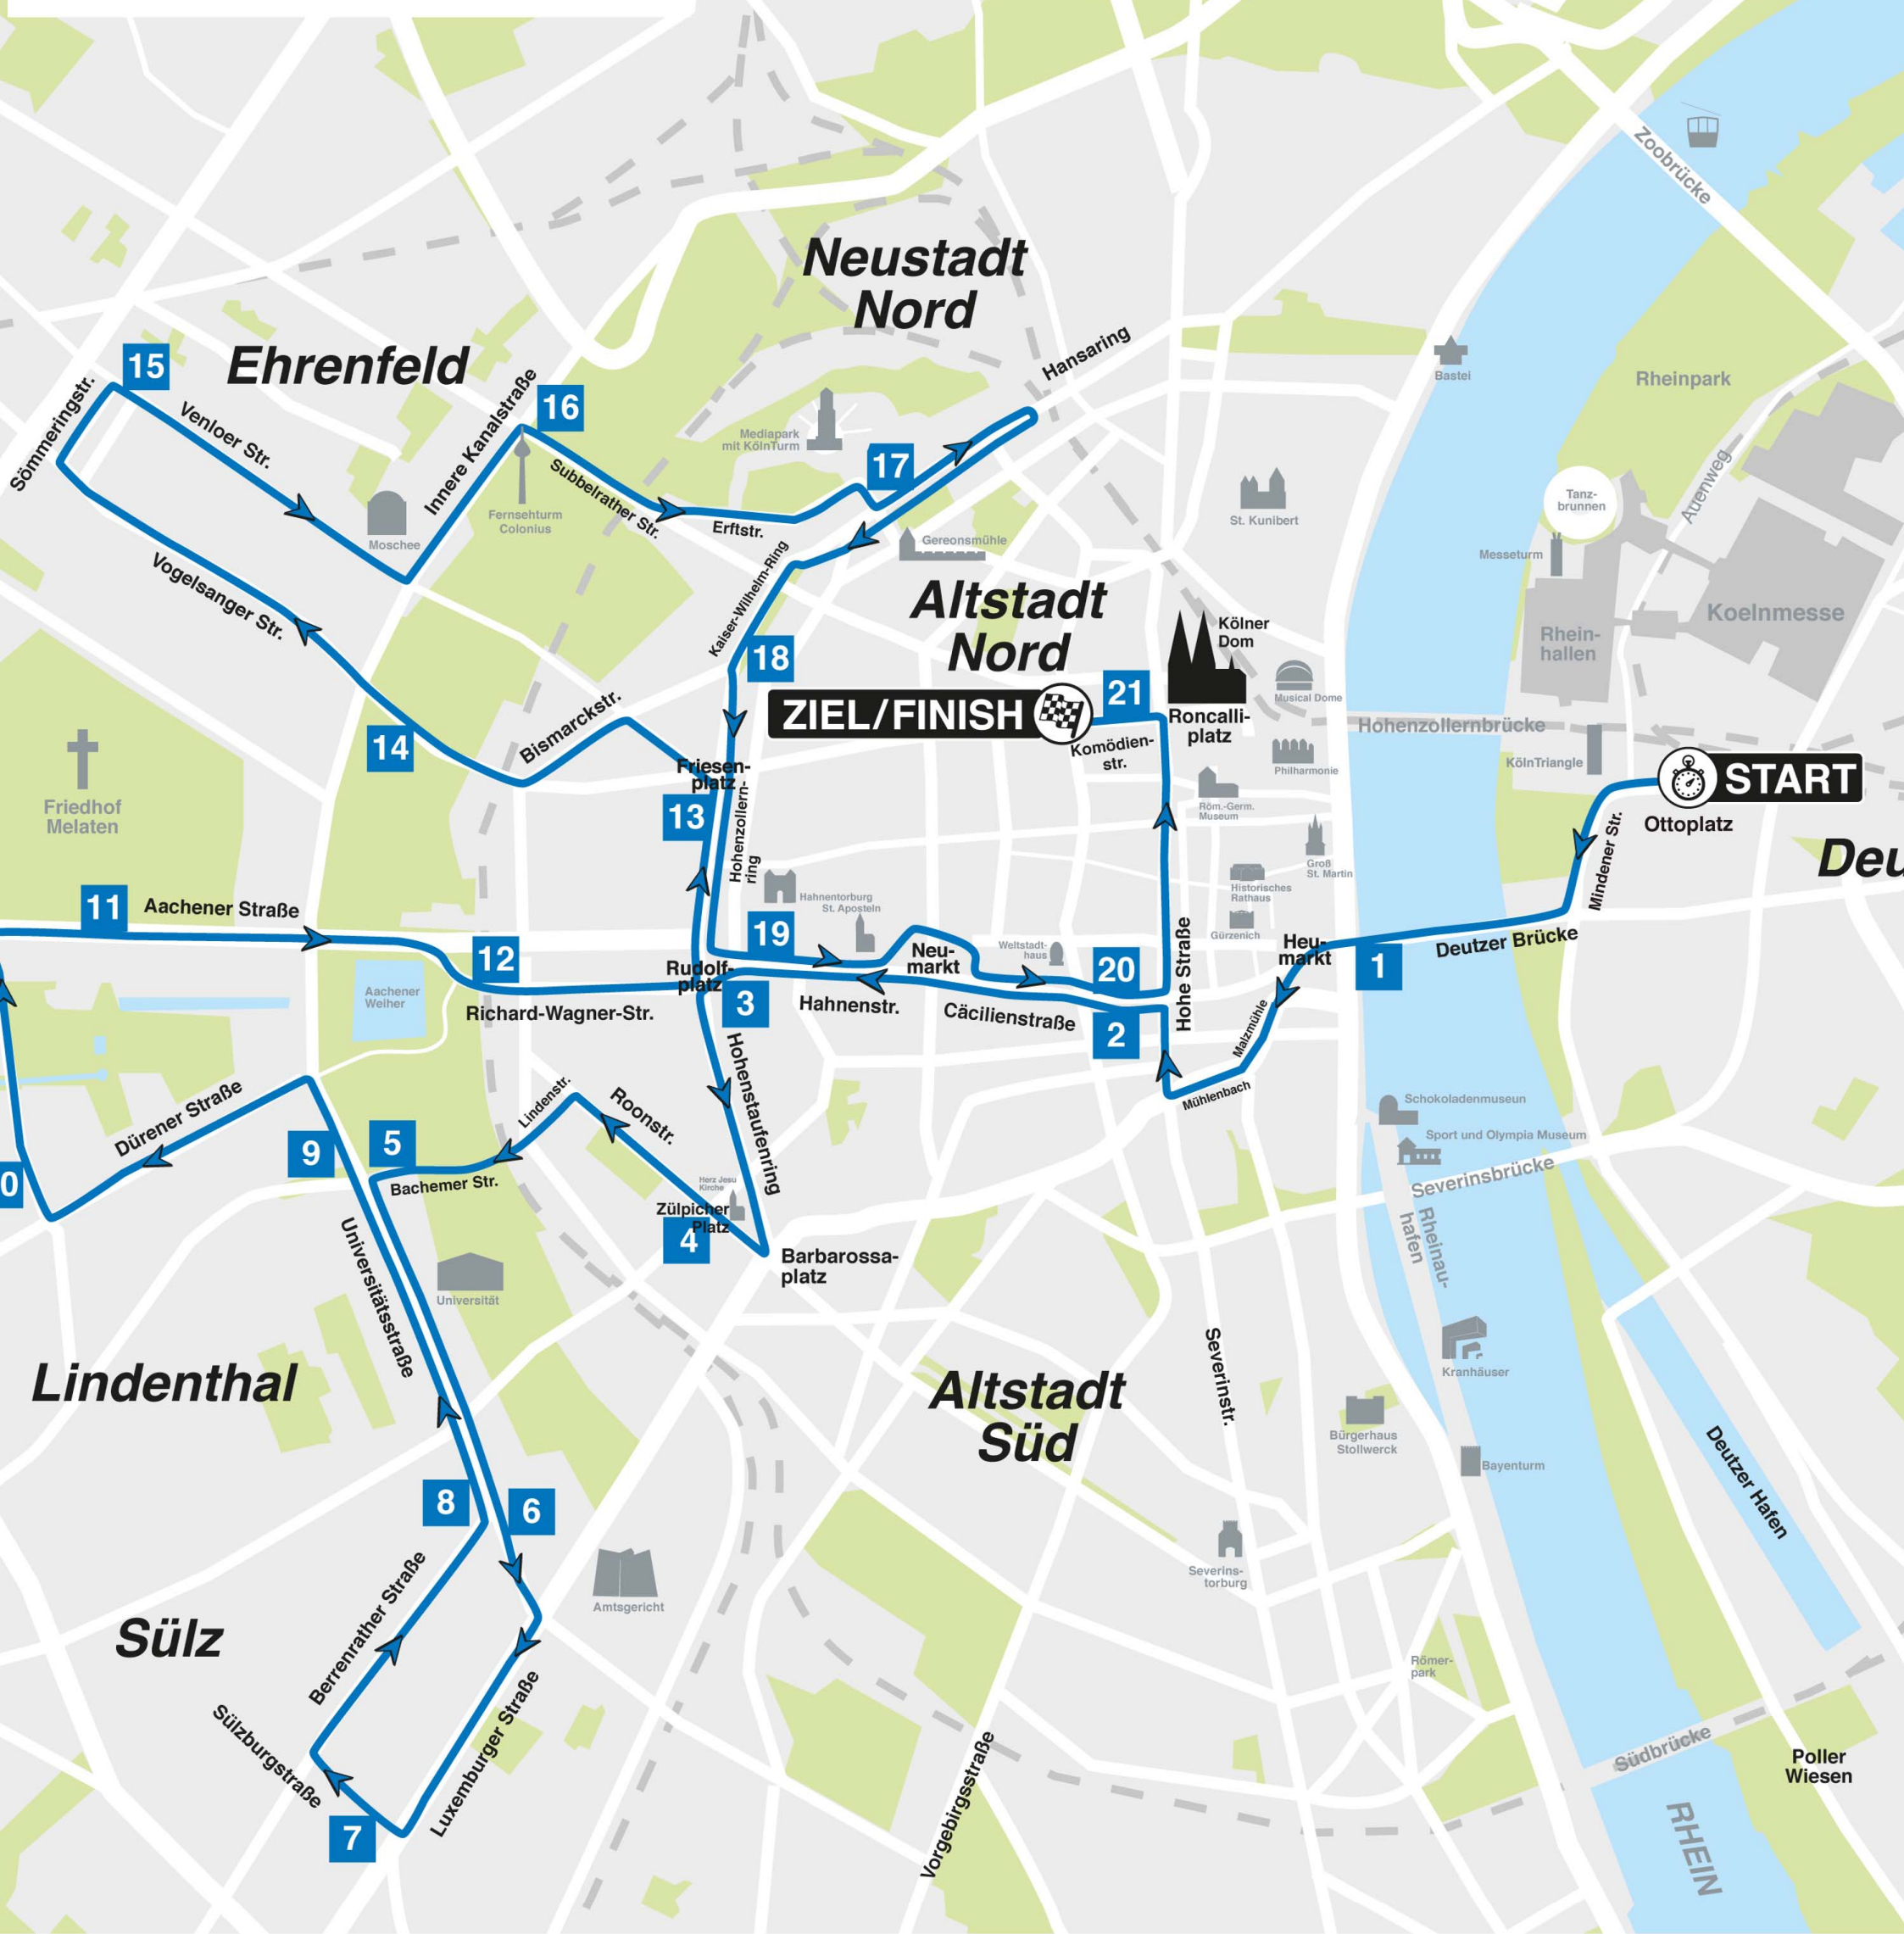 Zoobrücke
Neustadt
Nord
Hansaring
Ehrenfeld
Bastei
Rheinpark
15
Sömmeringstr.
Venloer Str.
Innere Kanalstraße
16
Mediapark
mit KölnTurm
17
Auenweg
Tanz-
brunnen
St. Kunibert
Subbelrather Str.
Fernsehturm
Colonius
Moschee
Erftstr.
Gereonsmühle
Messeturm
Vogelsanger Str.
Kaiser-Wilhelm-Ring
Altstadt
Nord
Kölner
Dom
Koelnmesse
Rhein-
hallen
18
21
Musical Dome
ZIEL/FINISH
Roncalli-
platz
Hohenzollernbrücke
Komödien-
str.
14
Bismarckstr.
Friesen-
platz
Philharmonie
KölnTriangle
START
Ottoplatz
Friedhof
Melaten
13
Hohenzollern-
ring
Röm.-Germ.
Museum
Mindener Str.
Groß
St. Martin
Deu
Hahnentorburg
St. Aposteln
Historisches
Rathaus
11
Aachener Straße
19
Gürzenich
Weltstadt-
haus
Neu-
markt
Heu-
markt
Deutzer Brücke
1
12
Rudolf-
platz
20
Hohe Straße
Aachener
Weiher
3
Hahnenstr.
Cäcilienstraße
Richard-Wagner-Str.
2
Malzmühle
Mühlenbach
Hohenstaufenring
Lindenstr.
Roonstr.
Dürener Straße
Schokoladenmuseun
Sport und Olympia Museum
5
9
Severinsbrücke
0
Bachemer Str.
Herz Jesu
Kirche
Zülpicher
Platz
4
Rheinau-
hafen
Barbarossa-
platz
Universitätsstraße
Universität
Severinstr.
Kranhäuser
Lindenthal
Altstadt
Süd
Bürgerhaus
Stollwerck
Bayenturm
Deutzer Hafen
8
6
Severins-
torburg
Berrenrather Straße
Amtsgericht
Sülz
Römer-
park
Sülzburgstraße
Luxemburger Straße
Vorgebirgsstraße
Südbrücke
Poller
Wiesen
7
RHEIN